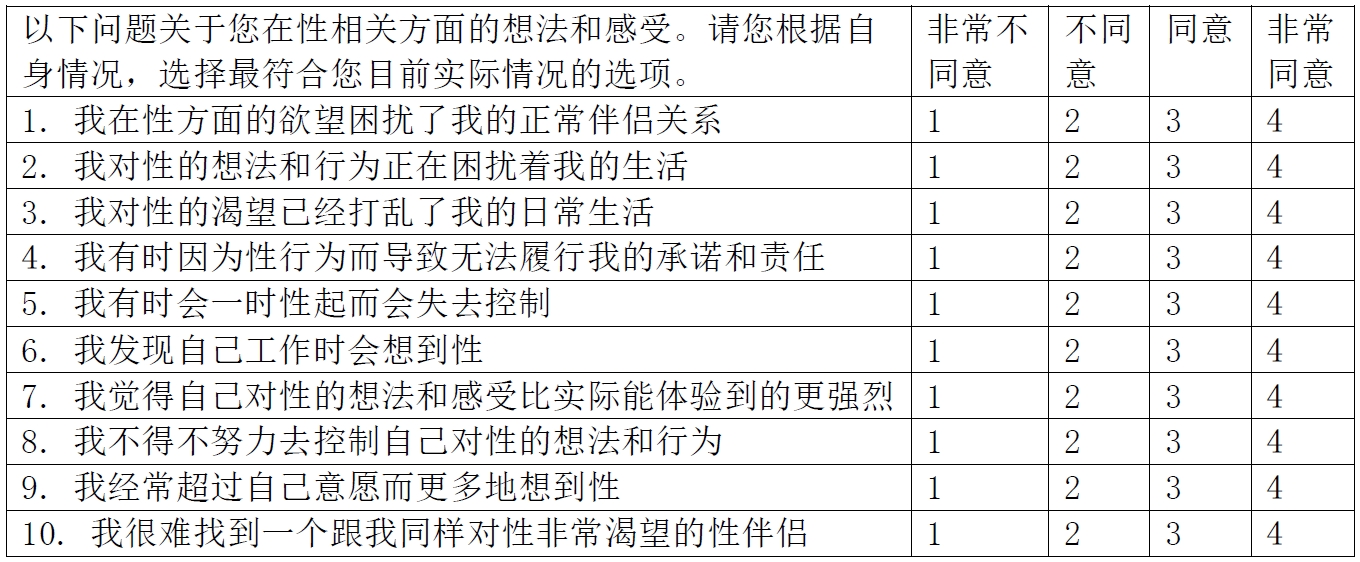 以下问题关于您在性相关方面的想法和感受。请您根据自 非常不 不同 同意 非常
身情况，选择最符合您目前实际情况的选项。 同意 意 同意
1. 我在性方面的欲望困扰了我的正常伴侣关系 1 2 3 4
2. 我对性的想法和行为正在困扰着我的生活 1 2 3 4
3. 我对性的渴望已经打乱了我的日常生活 1 2 3 4
4. 我有时因为性行为而导致无法履行我的承诺和责任 1 2 3 4
5. 我有时会一时性起而会失去控制 1 2 3 4
6. 我发现自己工作时会想到性 1 2 3 4
7. 我觉得自己对性的想法和感受比实际能体验到的更强烈 1 2 3 4
8. 我不得不努力去控制自己对性的想法和行为 1 2 3 4
9. 我经常超过自己意愿而更多地想到性 1 2 3 4
10. 我很难找到一个跟我同样对性非常渴望的性伴侣 1 2 3 4